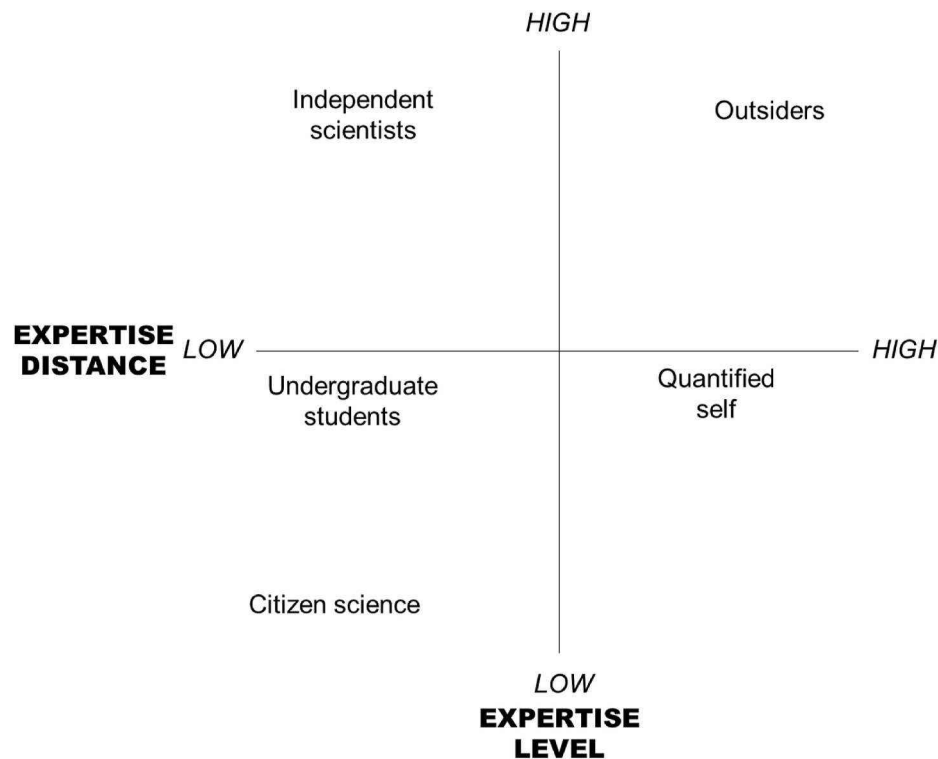 HIGH
Independent
scientists
Outsiders
EXPERTISE
DISTANCE
LOW
HIGH
Undergraduate
students
Quantified
self
Citizen science
LOW
EXPERTISE
LEVEL